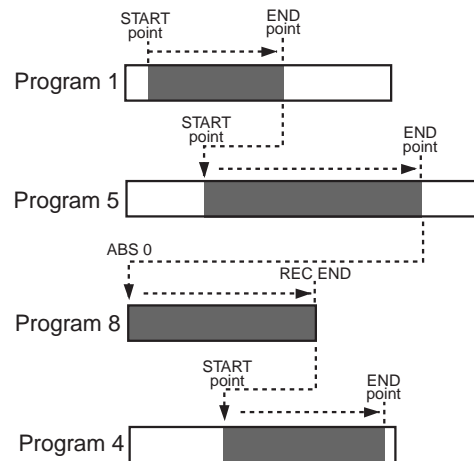 START
point
END
point
Program 1
START
point
END
point
Program 5
ABS 0
REC END
Program 8
START
point
END
point
Program 4